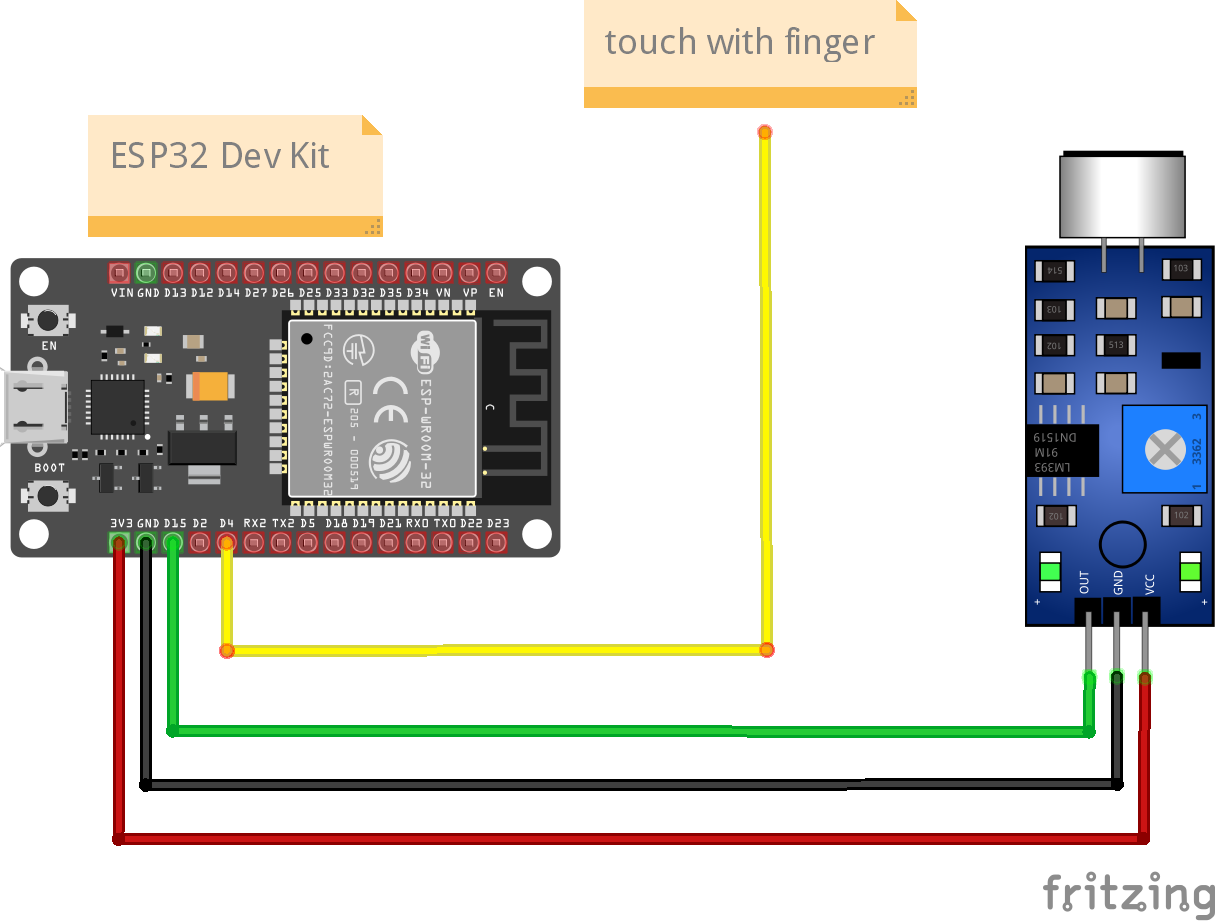 touch with finger
ESP32 Dev Kit
VIN GND D13 D12 D14 D27 D26 D25 D33 D32 D35 D34 VN VP EN
EN
BOOT
FCC9D:2AC72-ESPWROOM32
R
205 - 000519
CE
WiFi
ESP-WROOM-32
C
3V3 GND D15 D2 D4 RX2 TX2 D5 D18 D19 D21 RX0 TX0 D22 D23
514
103
103
102
513
LM393
91M
DN1519
3
3362
1
102
102
OUT
GND
VCC
+
+
fritzing